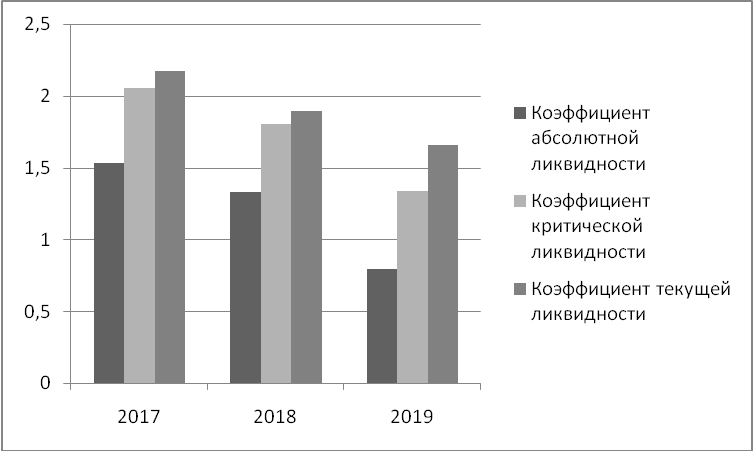 2,5
2
1,5
1
0,5
0
2017
2018
2019
Коэффициент
абсолютной
ликвидности
Коэффициент
критической
ликвидности
Коэффициент текущей
ликвидности